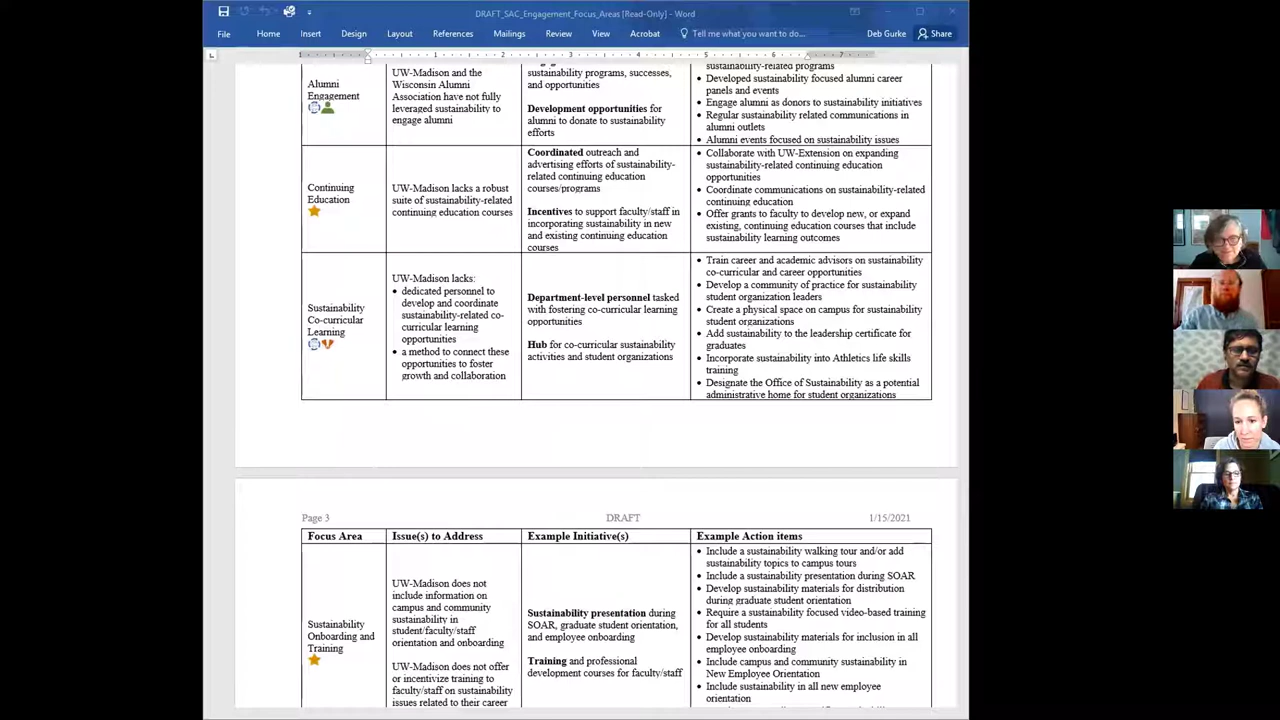 DRAFT_SAC_Engagement_Focus_Areas [Read-Only] - Word
File
Home
Insert
Design
Layout
References
Mailings
Review
View
Acrobat
Tell me what you want to do...
Deb Gurke
Share
1
1
2
3
4
5
6
7
Alumni
Engagement
UW-Madison and the
Wisconsin Alumni
Association have not fully
leveraged sustainability to
engage alumni
sustainability programs, successes,
and opportunities
Development opportunities for
alumni to donate to sustainability
efforts
sustainability-related programs
• Developed sustainability focused alumni career
panels and events
• Engage alumni as donors to sustainability initiatives
• Regular sustainability related communications in
alumni outlets
• Alumni events focused on sustainability issues
Continuing
Education
UW-Madison lacks a robust
suite of sustainability-related
continuing education courses
Coordinated outreach and
advertising efforts of sustainability-
related continuing education
courses/programs
Incentives to support faculty/staff in
incorporating sustainability in new
and existing continuing education
courses
• Collaborate with UW-Extension on expanding
sustainability-related continuing education
opportunities
• Coordinate communications on sustainability-related
continuing education
• Offer grants to faculty to develop new, or expand
existing, continuing education courses that include
sustainability learning outcomes
Sustainability
Co-curricular
Learning
UW-Madison lacks:
• dedicated personnel to
develop and coordinate
sustainability-related co-
curricular learning
opportunities
• a method to connect these
opportunities to foster
growth and collaboration
Department-level personnel tasked
with fostering co-curricular learning
opportunities
Hub for co-curricular sustainability
activities and student organizations
• Train career and academic advisors on sustainability
co-curricular and career opportunities
• Develop a community of practice for sustainability
student organization leaders
• Create a physical space on campus for sustainability
student organizations
• Add sustainability to the leadership certificate for
graduates
• Incorporate sustainability into Athletics life skills
training
• Designate the Office of Sustainability as a potential
administrative home for student organizations
Page 3
DRAFT
1/15/2021
Focus Area
Issue(s) to Address
Example Initiative(s)
Example Action items
Sustainability
Onboarding and
Training
UW-Madison does not
include information on
campus and community
sustainability in
student/faculty/staff
orientation and onboarding
UW-Madison does not offer
or incentivize training to
faculty/staff on sustainability
issues related to their career
Sustainability presentation during
SOAR, graduate student orientation,
and employee onboarding
Training and professional
development courses for faculty/staff
• Include a sustainability walking tour and/or add
sustainability topics to campus tours
• Include a sustainability presentation during SOAR
• Develop sustainability materials for distribution
during graduate student orientation
• Require a sustainability focused video-based training
for all students
• Develop sustainability materials for inclusion in all
employee onboarding
• Include campus and community sustainability in
New Employee Orientation
• Include sustainability in all new employee
orientation